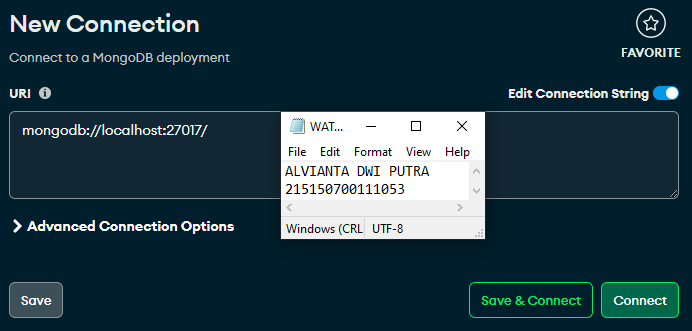 New Connection
Connect to a MongoDB deployment
FAVORITE
URI
Edit Connection String
mongodb://localhost:27017/
WAT...
File Edit Format View Help
ALVIANTA DWI PUTRA
215150700111053
Windows (CRL UTF-8
Advanced Connection Options
Save
Save & Connect
Connect